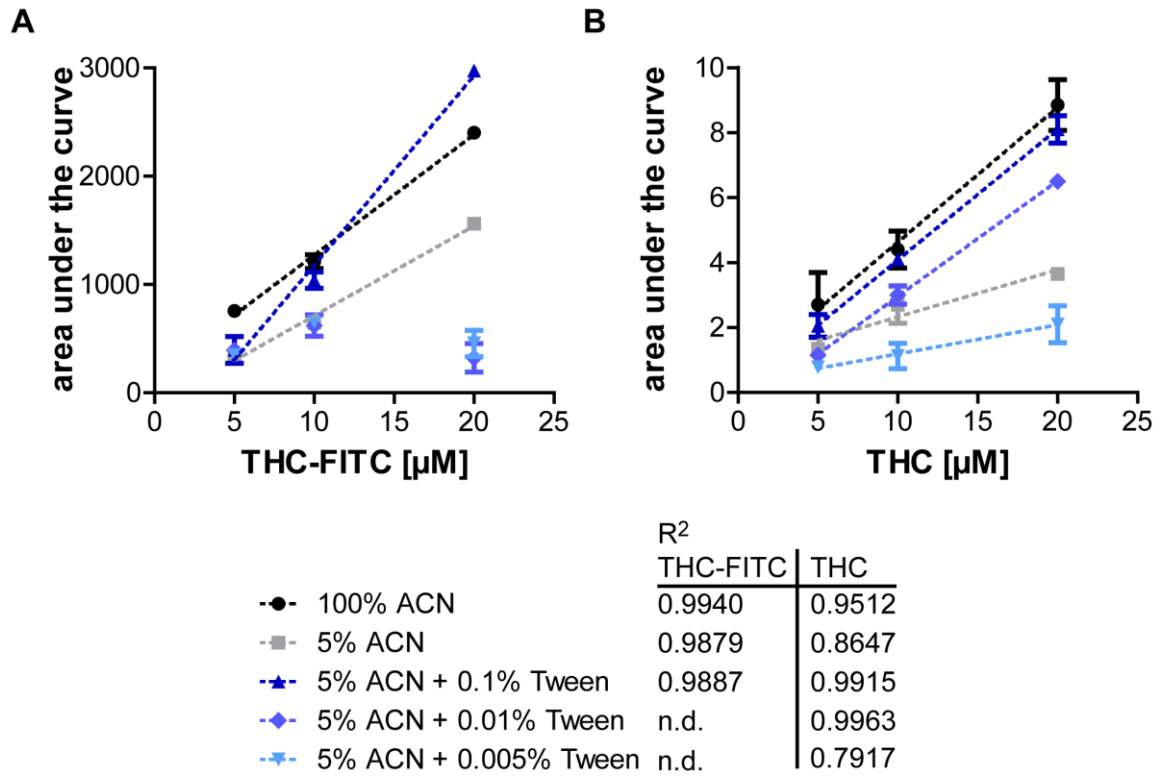 A
B
area under the curve
3000
2000
1000
0
0 5 10 15 20 25
THC-FITC [µM]
area under the curve
10
8
6
4
2
0
0 5 10 15 20 25
THC [µM]
R²
THC-FITC THC
100% ACN 0.9940 0.9512
5% ACN 0.9879 0.8647
5% ACN + 0.1% Tween 0.9887 0.9915
5% ACN + 0.01% Tween n.d. 0.9963
5% ACN + 0.005% Tween n.d. 0.7917